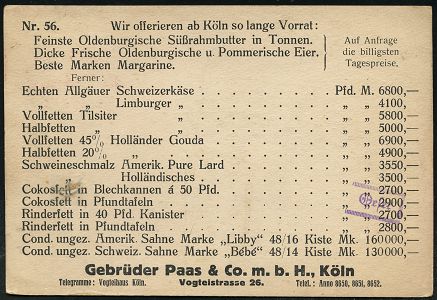 Nr. 56. Wir offerieren ab Köln so lange Vorrat:
Feinste Oldenburgische Süßrahmbutter in Tonnen.
Dicke Frische Oldenburgische u. Pommerische Eier.
Beste Marken Margarine.
Auf Anfrage
die billigsten
Tagespreise.
Ferner:
Echten Allgäuer Schweizerkäse . . . . . . . Pfd. M. 6800,—
„ „ Limburger „ . . . . . . . „ „ 4100,—
Vollfetten Tilsiter „ . . . . . . . „ „ 5800,—
Halbfetten „ „ . . . . . . . „ „ 5000,—
Vollfetten 45% Holländer Gouda . . . . . . . „ „ 6900,—
Halbfetten 20% „ „ . . . . . . . „ „ 4900,—
Schweineschmalz Amerik. Pure Lard . . . . . . . „ „ 3550,—
„ Holländisches . . . . . . . „ „ 3500,—
Cokosfett in Blechkannen á 50 Pfd. . . . . . . . „ „ 2700,—
Cokosfett in Pfundtafeln . . . . . . . „ „ 2900,—
Rinderfett in 40 Pfd. Kanister . . . . . . . „ „ 2700,—
Rinderfett in Pfundtafeln . . . . . . . „ „ 2800,—
Cond. ungez. Amerik. Sahne Marke „Libby" 48/16 Kiste Mk. 160000,—
Cond. ungez. Schweiz. Sahne Marke „Bébé" 48/14 Kiste M. 130000,—
Gebrüder Paas & Co. m. b. H., Köln
Telegramme: Vogteihaus Köln. Vogteistrasse 26. Telef.: Anno 8650, 8651, 8652.